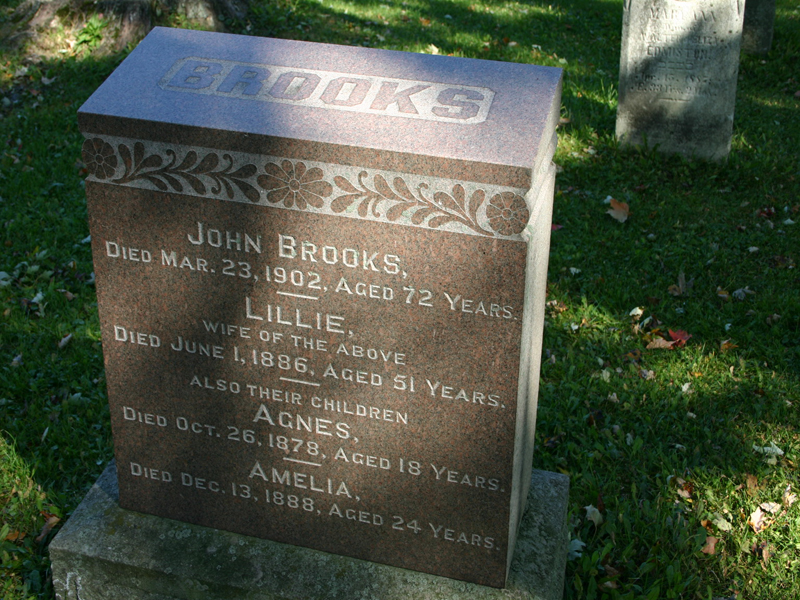 BROOKS
JOHN BROOKS,
DIED MAR. 23, 1902, AGED 72 YEARS.
LILLIE,
WIFE OF THE ABOVE
DIED JUNE 1, 1886, AGED 51 YEARS.
ALSO THEIR CHILDREN
AGNES,
DIED OCT. 26, 1878, AGED 18 YEARS.
AMELIA,
DIED DEC. 13, 1888, AGED 24 YEARS.